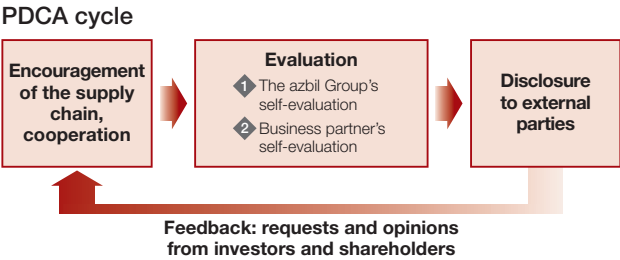 PDCA cycle
Encouragement
of the supply
chain,
cooperation
Evaluation
1 The azbil Group's
self-evaluation
2 Business partner's
self-evaluation
Disclosure
to external
parties
Feedback: requests and opinions
from investors and shareholders